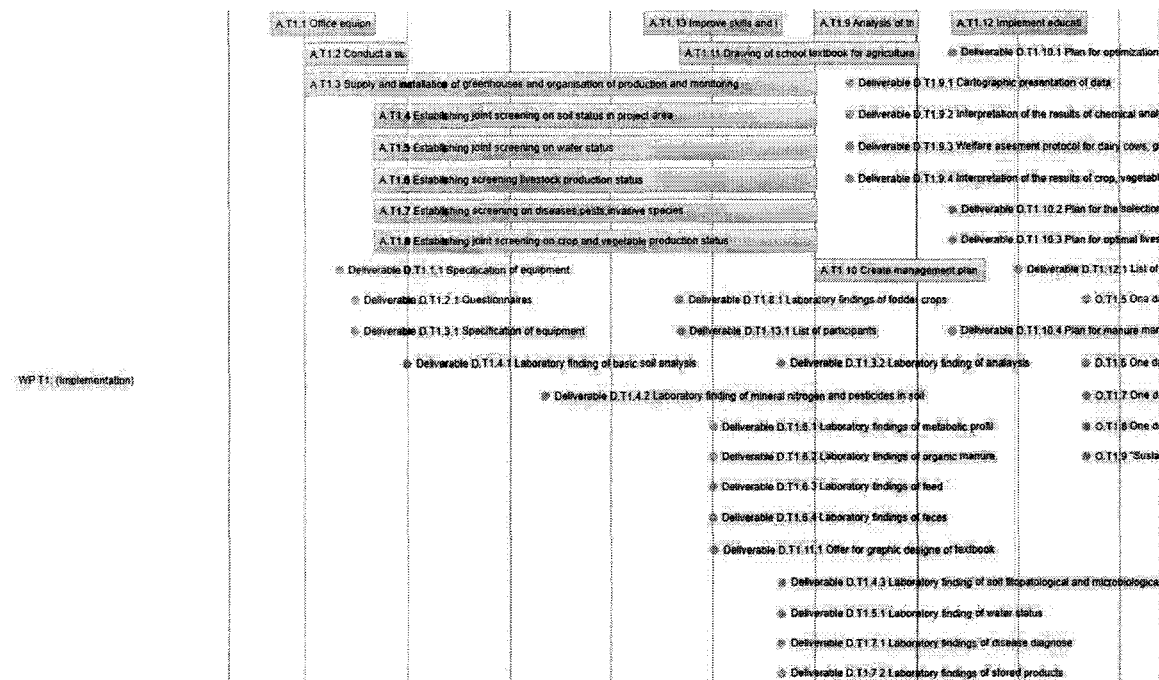 A.T1.1 Office equipn A.T1.13 Improve skills and l A.T1.9 Analysis of th A.T1.12 Implement educati
A.T1.2 Conduct a su A.T1.11 Drawing of school textbook for agricultura Deliverable D.T1.10.1 Plan for optimization
A.T1.3 Supply and installation of greenhouses and organisation of production and monitoring Deliverable D.T1.9.1 Cartographic presentation of data
A.T1.4 Establishing joint screening on soil status in project area Deliverable D.T1.9.2 Interpretation of the results of chemical anal
A.T1.5 Establishing joint screening on water status Deliverable D.T1.9.3 Welfare asesment protocol for dairy cows, g
A.T1.6 Establishing screening livestock production status Deliverable D.T1.9.4 Interpretation of the results of crop, vegetabl
A.T1.7 Establishing screening on diseases,pests,invasive species Deliverable D.T1.10.2 Plan for the selection
A.T1.8 Establishing joint screening on crop and vegetable production status Deliverable D.T1.10.3 Plan for optimal lives
Deliverable D.T1.1.1 Specification of equipment A.T1.10 Create management plan Deliverable D.T1.12.1 List of
Deliverable D.T1.2.1 Questionnaires Deliverable D.T1.8.1 Laboratory findings of fodder crops O.T1.5 One da
Deliverable D.T1.3.1 Specification of equipment Deliverable D.T1.13.1 List of participants Deliverable D.T1.10.4 Plan for manure man
Deliverable D.T1.4.1 Laboratory finding of basic soil analysis Deliverable D.T1.3.2 Laboratory finding of analaysis O.T1.6 One da
WP T1: (Implementation)
Deliverable D.T1.4.2 Laboratory finding of mineral nitrogen and pesticides in soil O.T1.7 One d
Deliverable D.T1.6.1 Laboratory findings of metabolic profil O.T1.8 One d
Deliverable D.T1.6.2 Laboratory findings of organic manure O.T1.9 "Susta
Deliverable D.T1.6.3 Laboratory findings of feed
Deliverable D.T1.6.4 Laboratory findings of feces
Deliverable D.T1.11.1 Offer for graphic designe of textbook
Deliverable D.T1.4.3 Laboratory finding of soil fitopatological and microbiologica
Deliverable D.T1.5.1 Laboratory finding of water status
Deliverable D.T1.7.1 Laboratory findings of disease diagnose
Deliverable D.T1.7.2 Laboratory findings of stored products